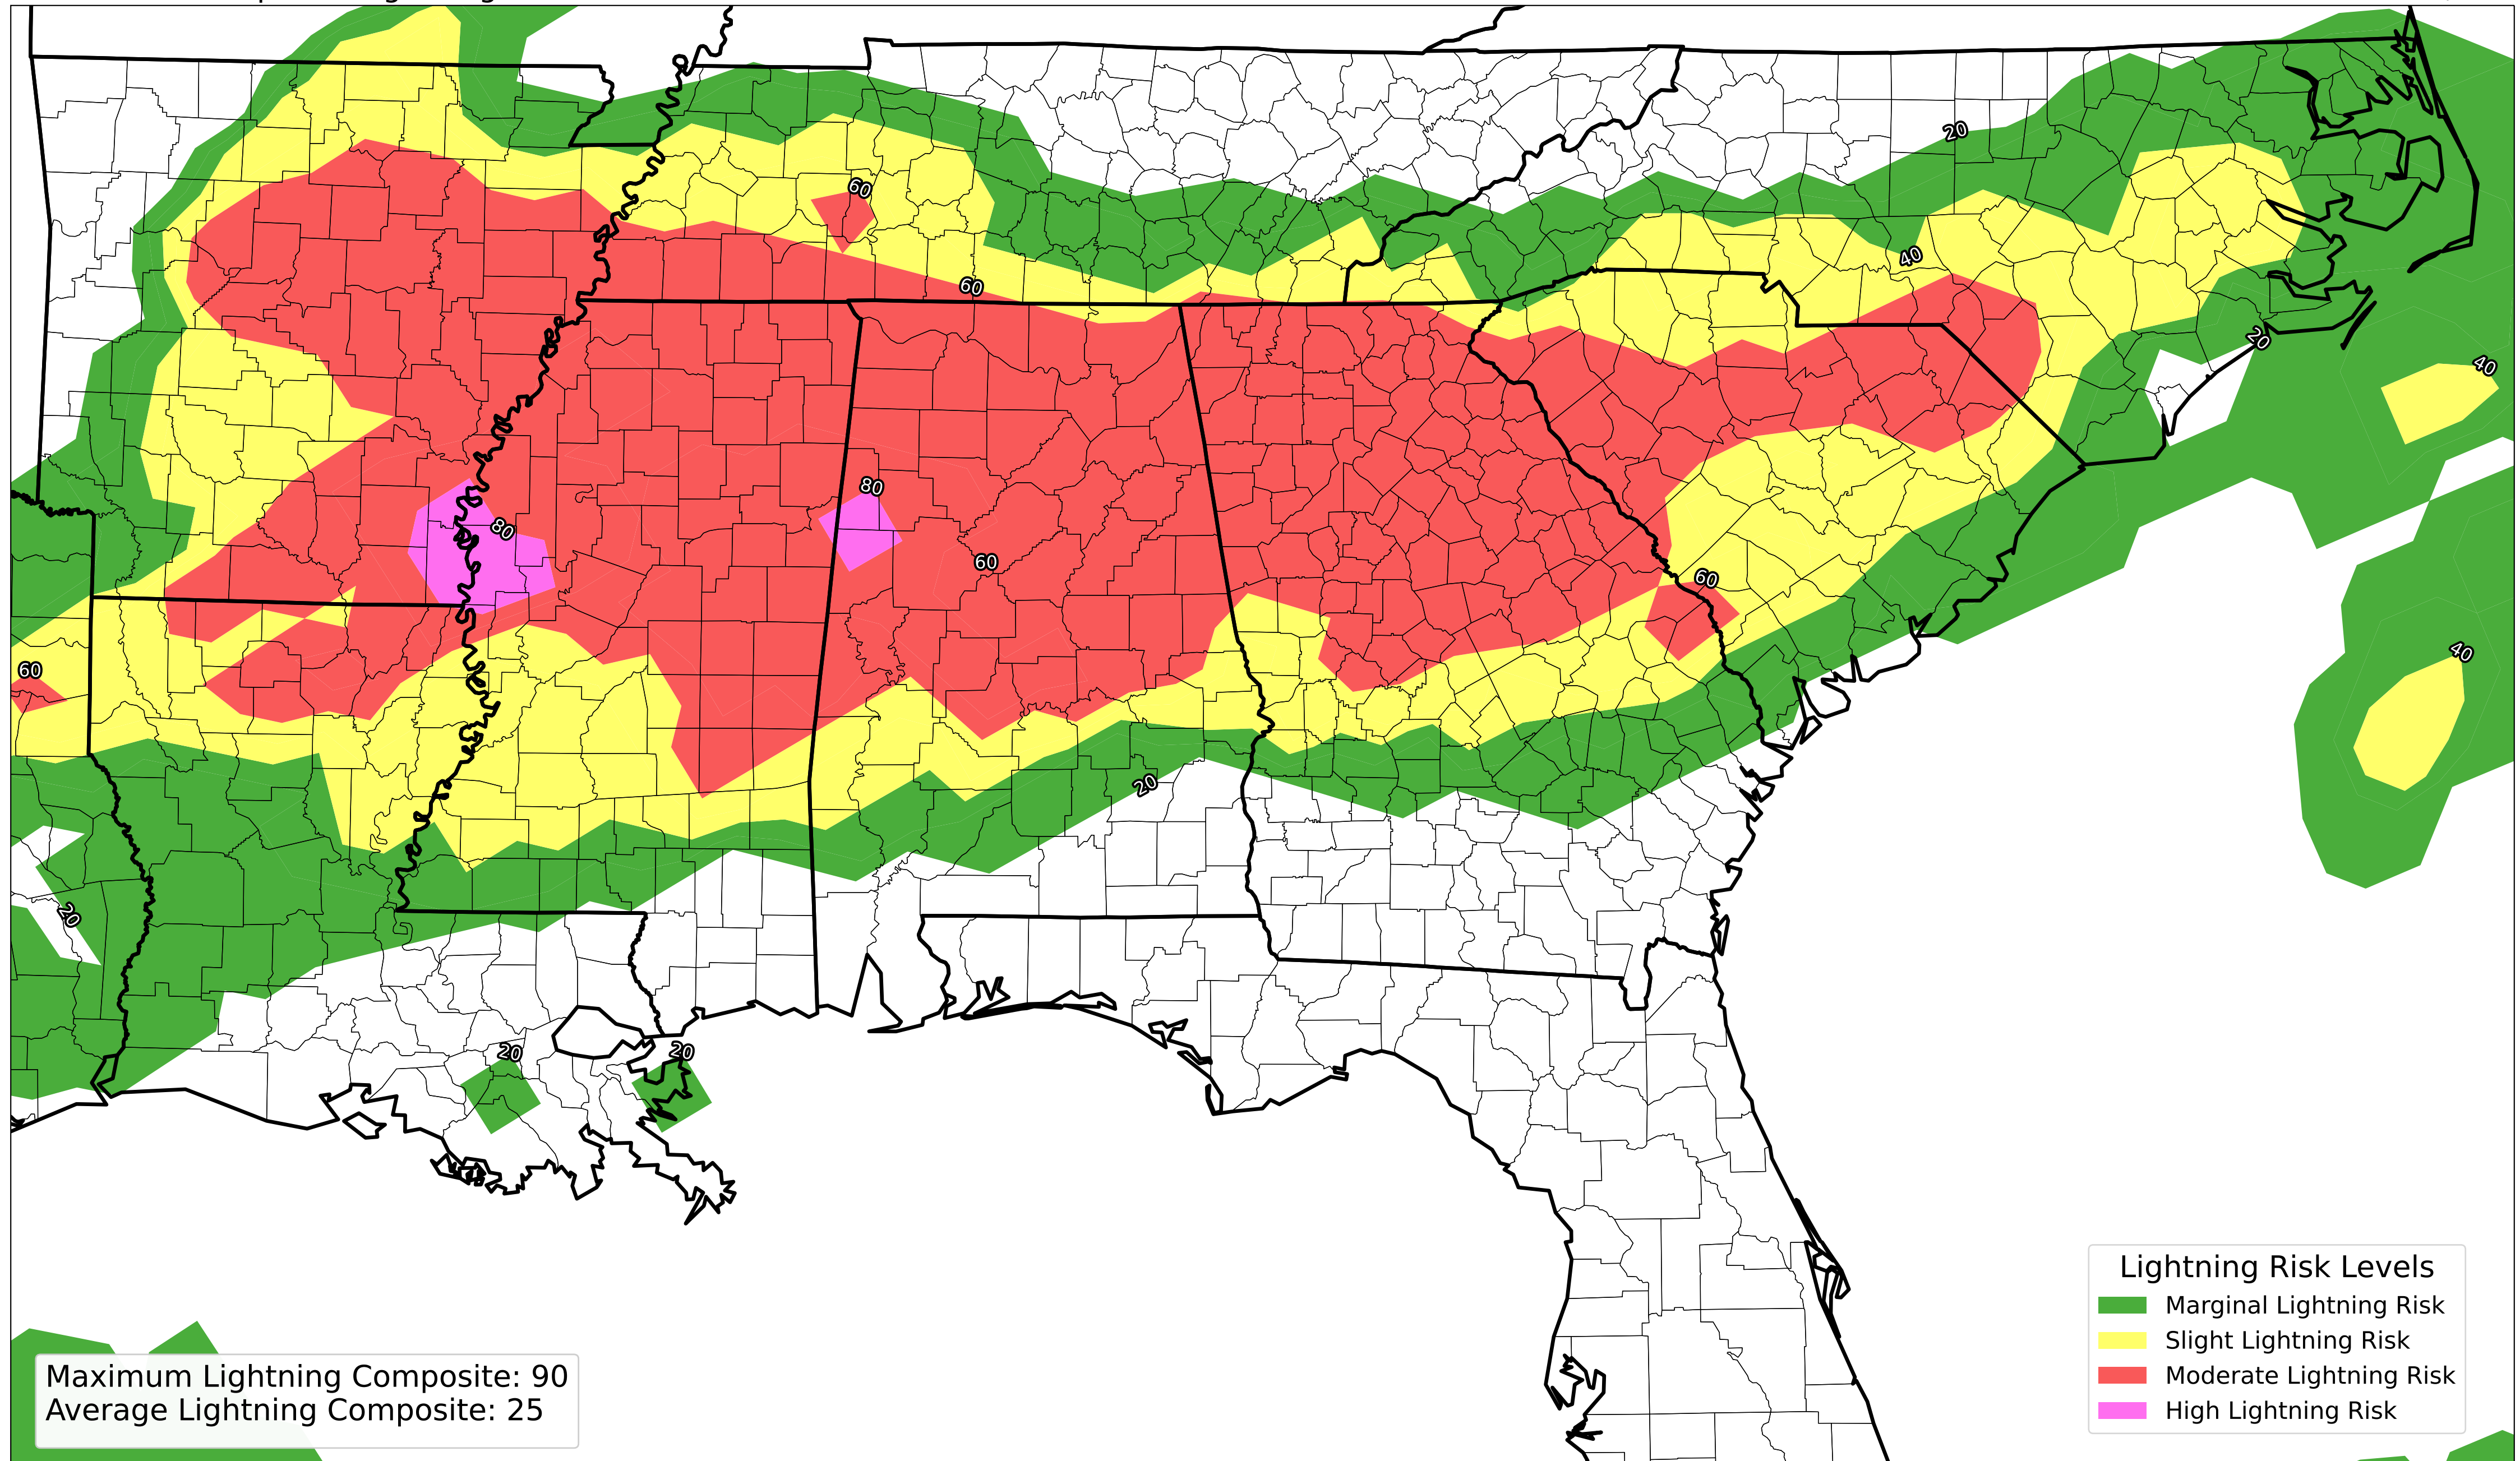 60
20
40
60
20
40
80
80
60
60
60
40
20
20
20
20
Lightning Risk Levels
Marginal Lightning Risk
Slight Lightning Risk
Moderate Lightning Risk
High Lightning Risk
Maximum Lightning Composite: 90
Average Lightning Composite: 25